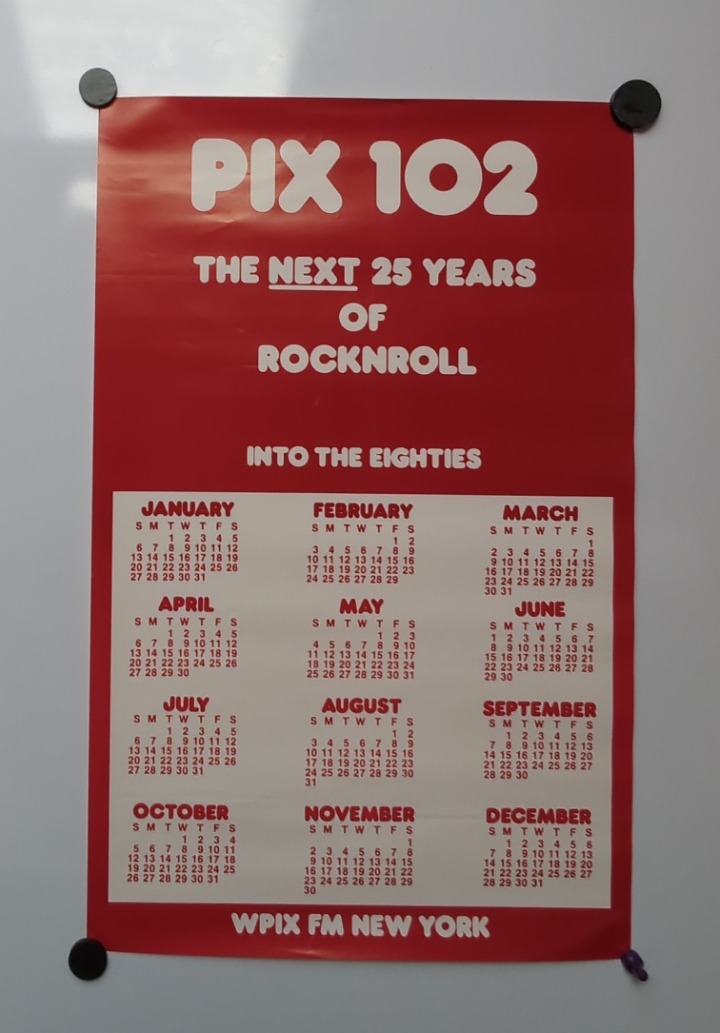 PIX 102
THE NEXT 25 YEARS
OF
ROCKNROLL
INTO THE EIGHTIES
JANUARY
S M T W T F S
1 2 3 4 5
6 7 8 9 10 11 12
13 14 15 16 17 18 19
20 21 22 23 24 25 26
27 28 29 30 31
FEBRUARY
S M T W T F S
1 2
3 4 5 6 7 8 9
10 11 12 13 14 15 16
17 18 19 20 21 22 23
24 25 26 27 28 29
MARCH
S M T W T F S
1
2 3 4 5 6 7 8
9 10 11 12 13 14 15
16 17 18 19 20 21 22
23 24 25 26 27 28 29
30 31
APRIL
S M T W T F S
1 2 3 4 5
6 7 8 9 10 11 12
13 14 15 16 17 18 19
20 21 22 23 24 25 26
27 28 29 30
MAY
S M T W T F S
1 2 3
4 5 6 7 8 9 10
11 12 13 14 15 16 17
18 19 20 21 22 23 24
25 26 27 28 29 30 31
JUNE
S M T W T F S
1 2 3 4 5 6 7
8 9 10 11 12 13 14
15 16 17 18 19 20 21
22 23 24 25 26 27 28
29 30
JULY
S M T W T F S
1 2 3 4 5
6 7 8 9 10 11 12
13 14 15 16 17 18 19
20 21 22 23 24 25 26
27 28 29 30 31
AUGUST
S M T W T F S
1 2
3 4 5 6 7 8 9
10 11 12 13 14 15 16
17 18 19 20 21 22 23
24 25 26 27 28 29 30
31
SEPTEMBER
S M T W T F S
1 2 3 4 5 6
7 8 9 10 11 12 13
14 15 16 17 18 19 20
21 22 23 24 25 26 27
28 29 30
OCTOBER
S M T W T F S
1 2 3 4
5 6 7 8 9 10 11
12 13 14 15 16 17 18
19 20 21 22 23 24 25
26 27 28 29 30 31
NOVEMBER
S M T W T F S
1
2 3 4 5 6 7 8
9 10 11 12 13 14 15
16 17 18 19 20 21 22
23 24 25 26 27 28 29
30
DECEMBER
S M T W T F S
1 2 3 4 5 6
7 8 9 10 11 12 13
14 15 16 17 18 19 20
21 22 23 24 25 26 27
28 29 30 31
WPIX FM NEW YORK